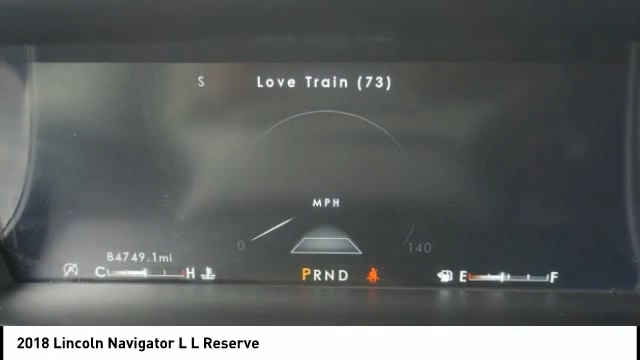 S Love Train (73)
MPH
0 140
84749.1mi
C H PRND E F
2018 Lincoln Navigator L L Reserve